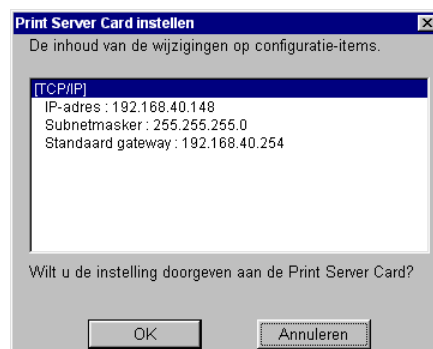 Print Server Card instellen
De inhoud van de wijzigingen op configuratie-items.
[TCP/IP]
IP-adres : 192.168.40.148
Subnetmasker : 255.255.255.0
Standaard gateway : 192.168.40.254
Wilt u de instelling doorgeven aan de Print Server Card?
OK
Annuleren